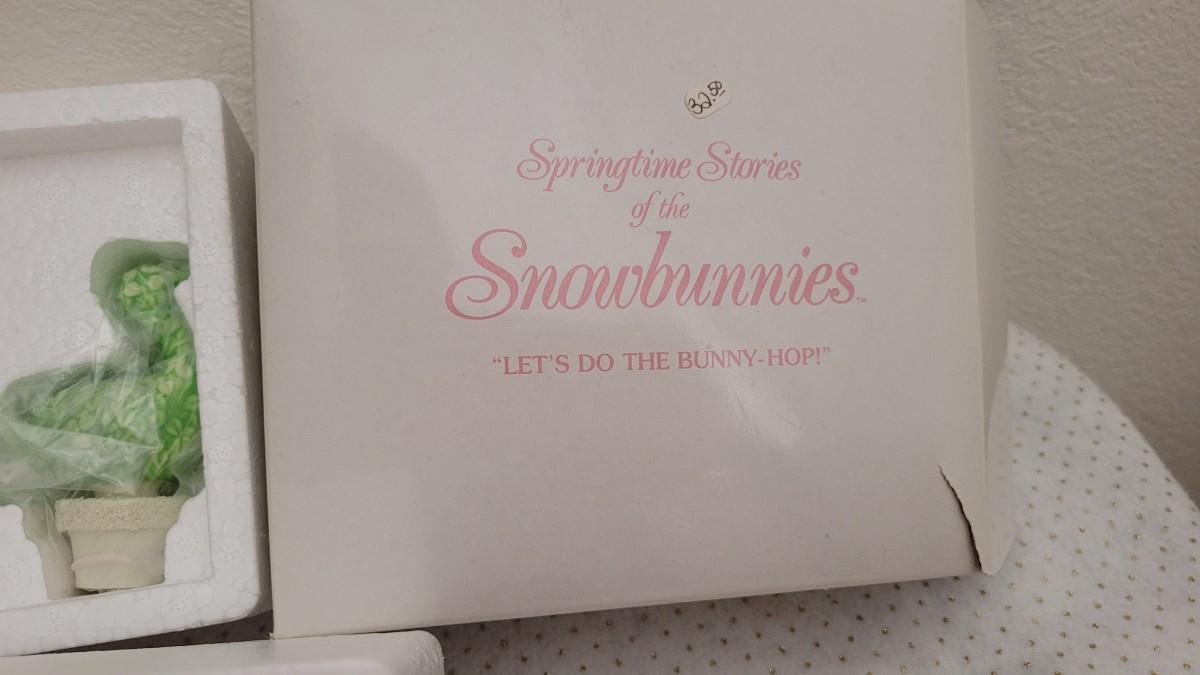 32.50
Springtime Stories
of the
Snowbunnies™
“LET'S DO THE BUNNY-HOP!”